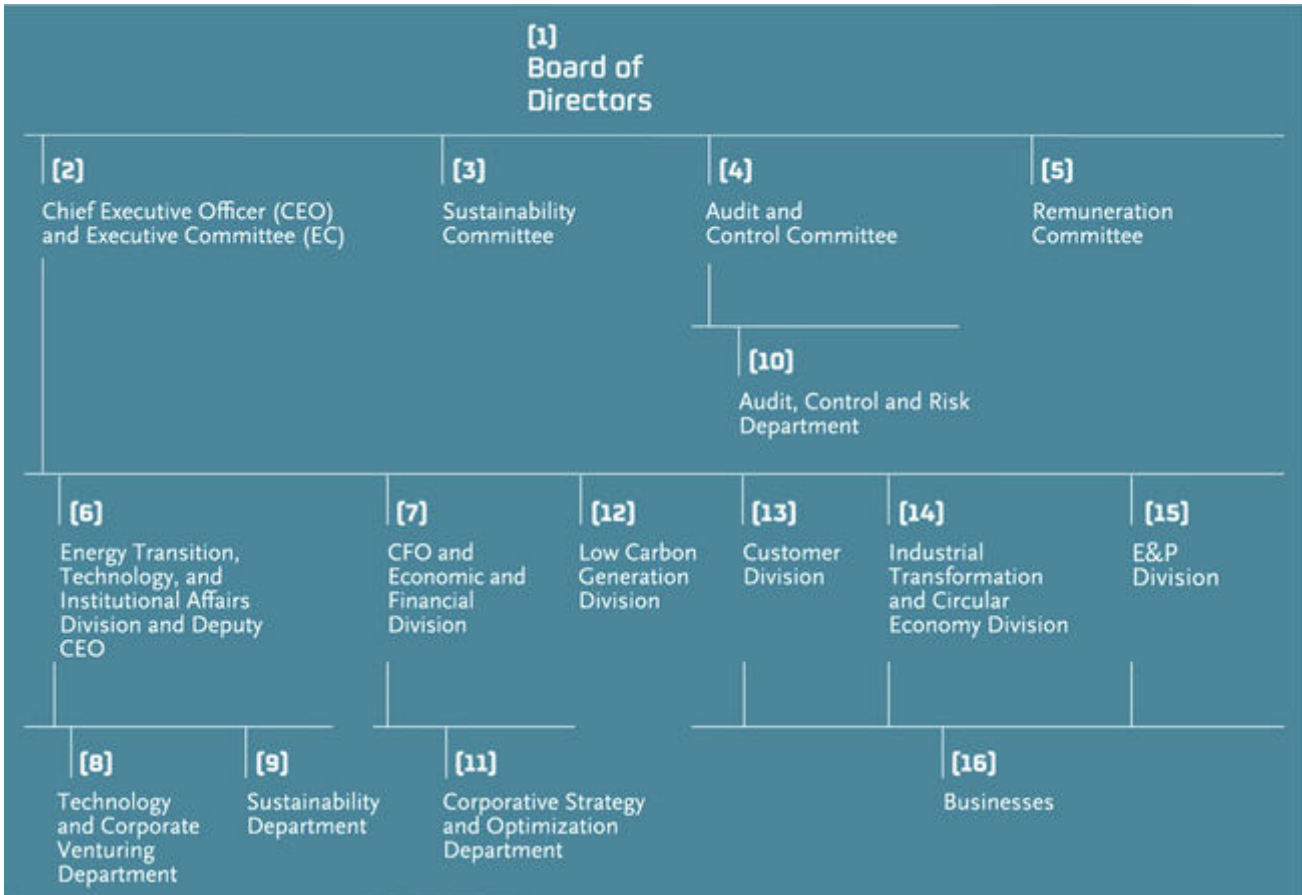 [1]
Board of
Directors
[2]
Chief Executive Officer (CEO)
and Executive Committee (EC)
[3]
Sustainability
Committee
[4]
Audit and
Control Committee
[5]
Remuneration
Committee
[10]
Audit, Control and Risk
Department
[6]
Energy Transition,
Technology, and
Institutional Affairs
Division and Deputy
CEO
[7]
CFO and
Economic and
Financial
Division
[12]
Low Carbon
Generation
Division
[13]
Customer
Division
[14]
Industrial
Transformation
and Circular
Economy Division
[15]
E&P
Division
[8]
Technology
and Corporate
Venturing
Department
[9]
Sustainability
Department
[11]
Corporative Strategy
and Optimization
Department
[16]
Businesses